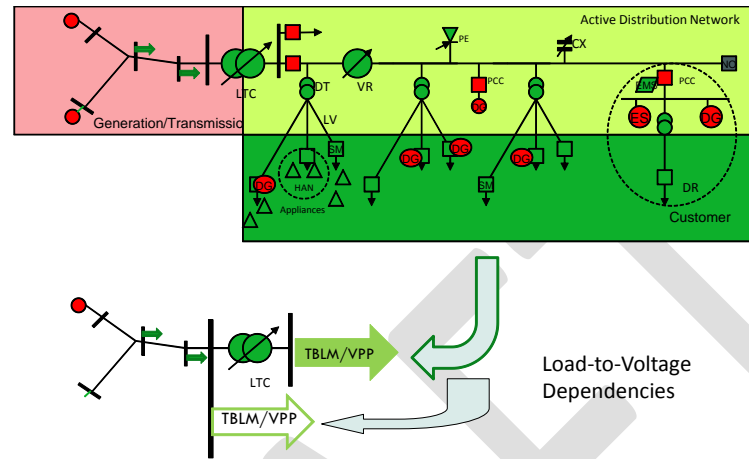 Active Distribution Network
PE
CX
NC
LTC
DT
VR
PCC
DG
EMS
PCC
ES
DG
Generation/Transmissio
LV
SM
DG
DG
DG
DG
HAN
SM
DR
Appliances
Customer
TBLM/VPP
LTC
TBLM/VPP
Load-to-Voltage
Dependencies